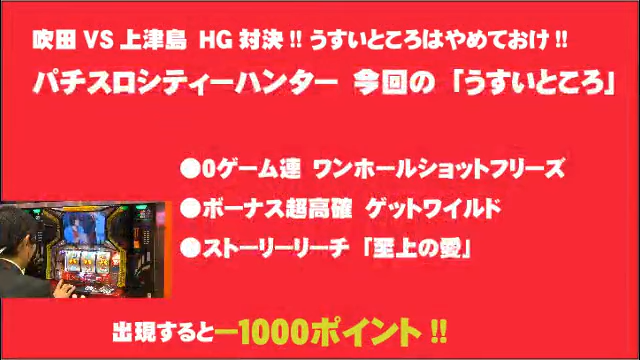 吹田 VS 上津島 HG 対決!! うすいところはやめておけ!!
パチスロシティーハンター 今回の 「うすいところ」
●0ゲーム連 ワンホールショットフリーズ
●ボーナス超高確 ゲットワイルド
●ストーリーリーチ 「至上の愛」
出現すると−1000ポイント!!